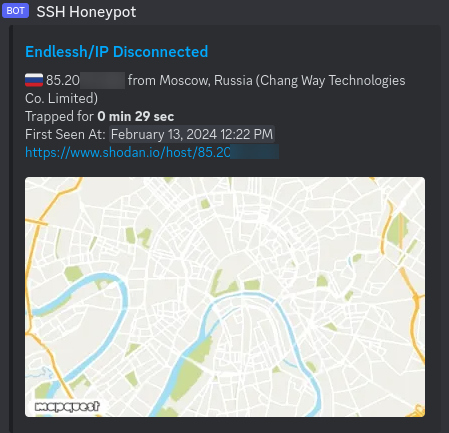 BOT SSH Honeypot
Endlessh/IP Disconnected
85.20 from Moscow, Russia (Chang Way Technologies
Co. Limited)
Trapped for 0 min 29 sec
First Seen At: February 13, 2024 12:22 PM
https://www.shodan.io/host/85.20
mapquest